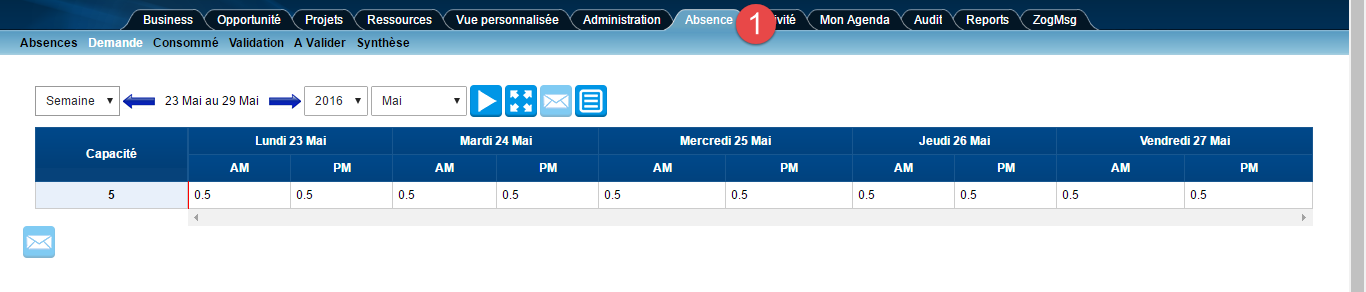 Business Opportunité Projets Ressources Vue personnalisée Administration Absence 1 ivité Mon Agenda Audit Reports ZogMsg
Absences Demande Consommé Validation A Valider Synthèse
Semaine 23 Mai au 29 Mai 2016 Mai
Capacité Lundi 23 Mai Mardi 24 Mai Mercredi 25 Mai Jeudi 26 Mai Vendredi 27 Mai
AM PM AM PM AM PM AM PM AM PM
5 0.5 0.5 0.5 0.5 0.5 0.5 0.5 0.5 0.5 0.5